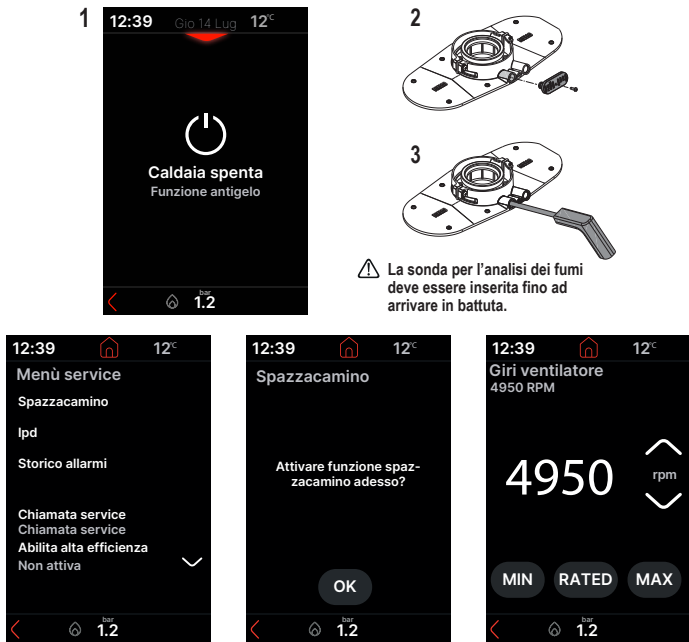 1
12:39 Gio 14 Lug 12°C
Caldaia spenta
Funzione antigelo
bar
1.2
2
3
La sonda per l'analisi dei fumi
deve essere inserita fino ad
arrivare in battuta.
12:39 12°C
Menù service
Spazzacamino
Ipd
Storico allarmi
Chiamata service
Chiamata service
Abilita alta efficienza
Non attiva
bar
1.2
12:39 12°C
Spazzacamino
Attivare funzione spaz-
zacamino adesso?
OK
bar
1.2
12:39 12°C
Giri ventilatore
4950 RPM
4950
rpm
MIN RATED MAX
bar
1.2